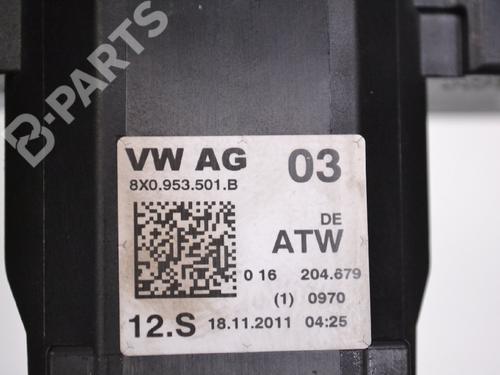 B-PARTS
VW AG 03
8X0.953.501.B
DE
ATW
0 16 204.679
(1) 0970
12.S 18.11.2011 04:25